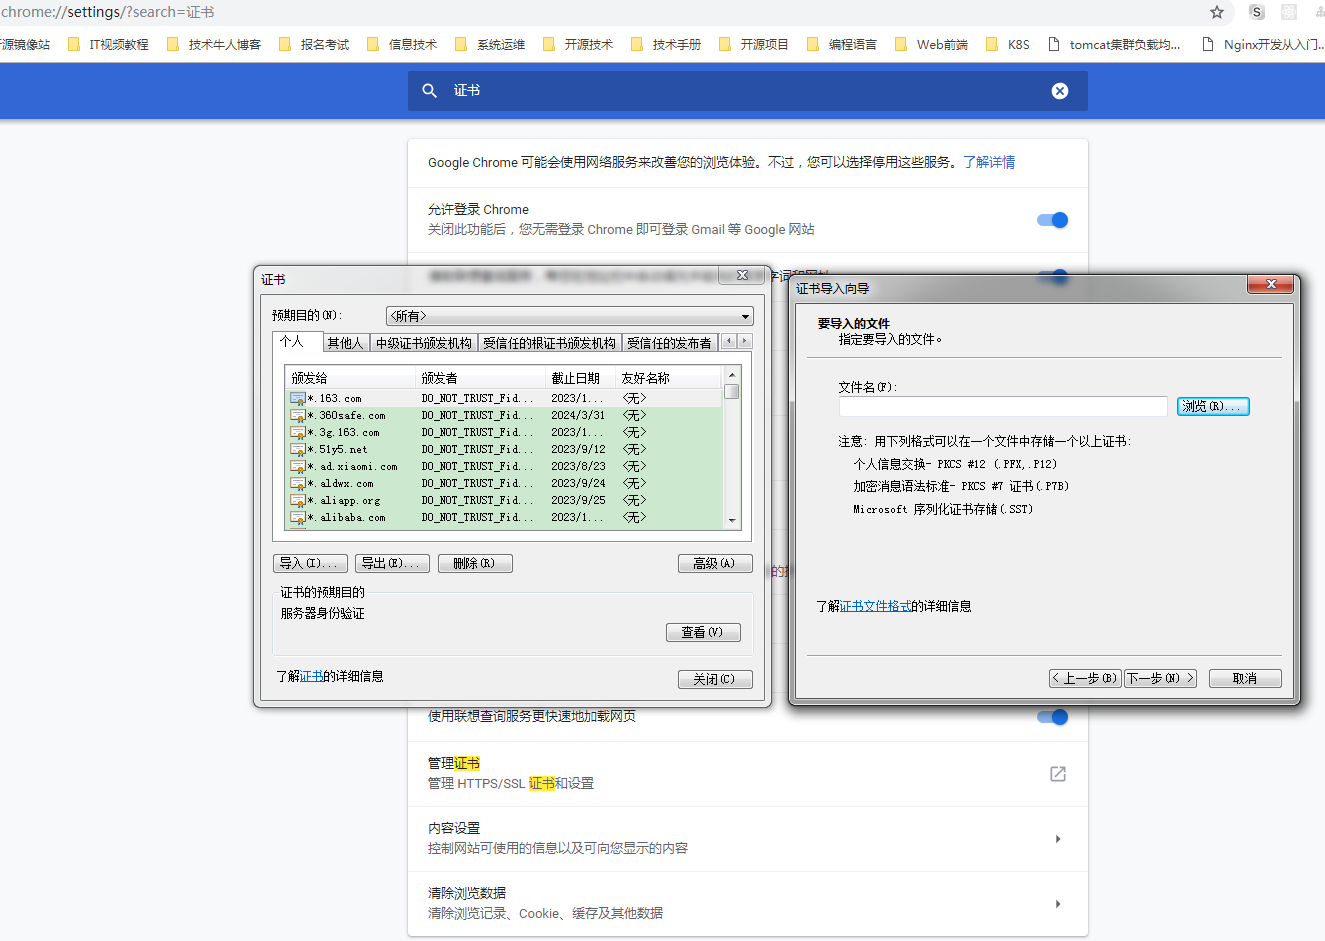 chrome://settings/?search=证书
开源镜像站 IT视频教程 技术牛人博客 报名考试 信息技术 系统运维 开源技术 技术手册 开源项目 编程语言 Web前端 K8S tomcat集群负载均... Nginx开发从入门...
证书
Google Chrome 可能会使用网络服务来改善您的浏览体验。不过，您可以选择停用这些服务。了解详情
允许登录 Chrome
关闭此功能后，您无需登录 Chrome 即可登录 Gmail 等 Google 网站
证书
预期目的(N):
<所有>
个人 其他人 中级证书颁发机构 受信任的根证书颁发机构 受信任的发布者
颁发给 颁发者 截止日期 友好名称
*.163.com DO_NOT_TRUST_Fid... 2023/1... <无>
*.360safe.com DO_NOT_TRUST_Fid... 2024/3/31 <无>
*.3g.163.com DO_NOT_TRUST_Fid... 2023/1... <无>
*.51y5.net DO_NOT_TRUST_Fid... 2023/9/12 <无>
*.ad.xiaomi.com DO_NOT_TRUST_Fid... 2023/8/23 <无>
*.aldwx.com DO_NOT_TRUST_Fid... 2023/9/24 <无>
*.aliapp.org DO_NOT_TRUST_Fid... 2023/9/25 <无>
*.alibaba.com DO_NOT_TRUST_Fid... 2023/1... <无>
导入(I)... 导出(E)... 删除(R) 高级(A)
证书的预期目的
服务器身份验证
查看(V)
了解证书的详细信息
关闭(C)
证书导入向导
要导入的文件
指定要导入的文件。
文件名(F):
浏览(R)...
注意: 用下列格式可以在一个文件中存储一个以上证书:
个人信息交换- PKCS #12 (.PFX,.P12)
加密消息语法标准- PKCS #7 证书(.P7B)
Microsoft 序列化证书存储(.SST)
了解证书文件格式的详细信息
< 上一步(B) 下一步(N) > 取消
使用联想查询服务更快速地加载网页
管理证书
管理 HTTPS/SSL 证书和设置
内容设置
控制网站可使用的信息以及可向您显示的内容
清除浏览数据
清除浏览记录、Cookie、缓存及其他数据